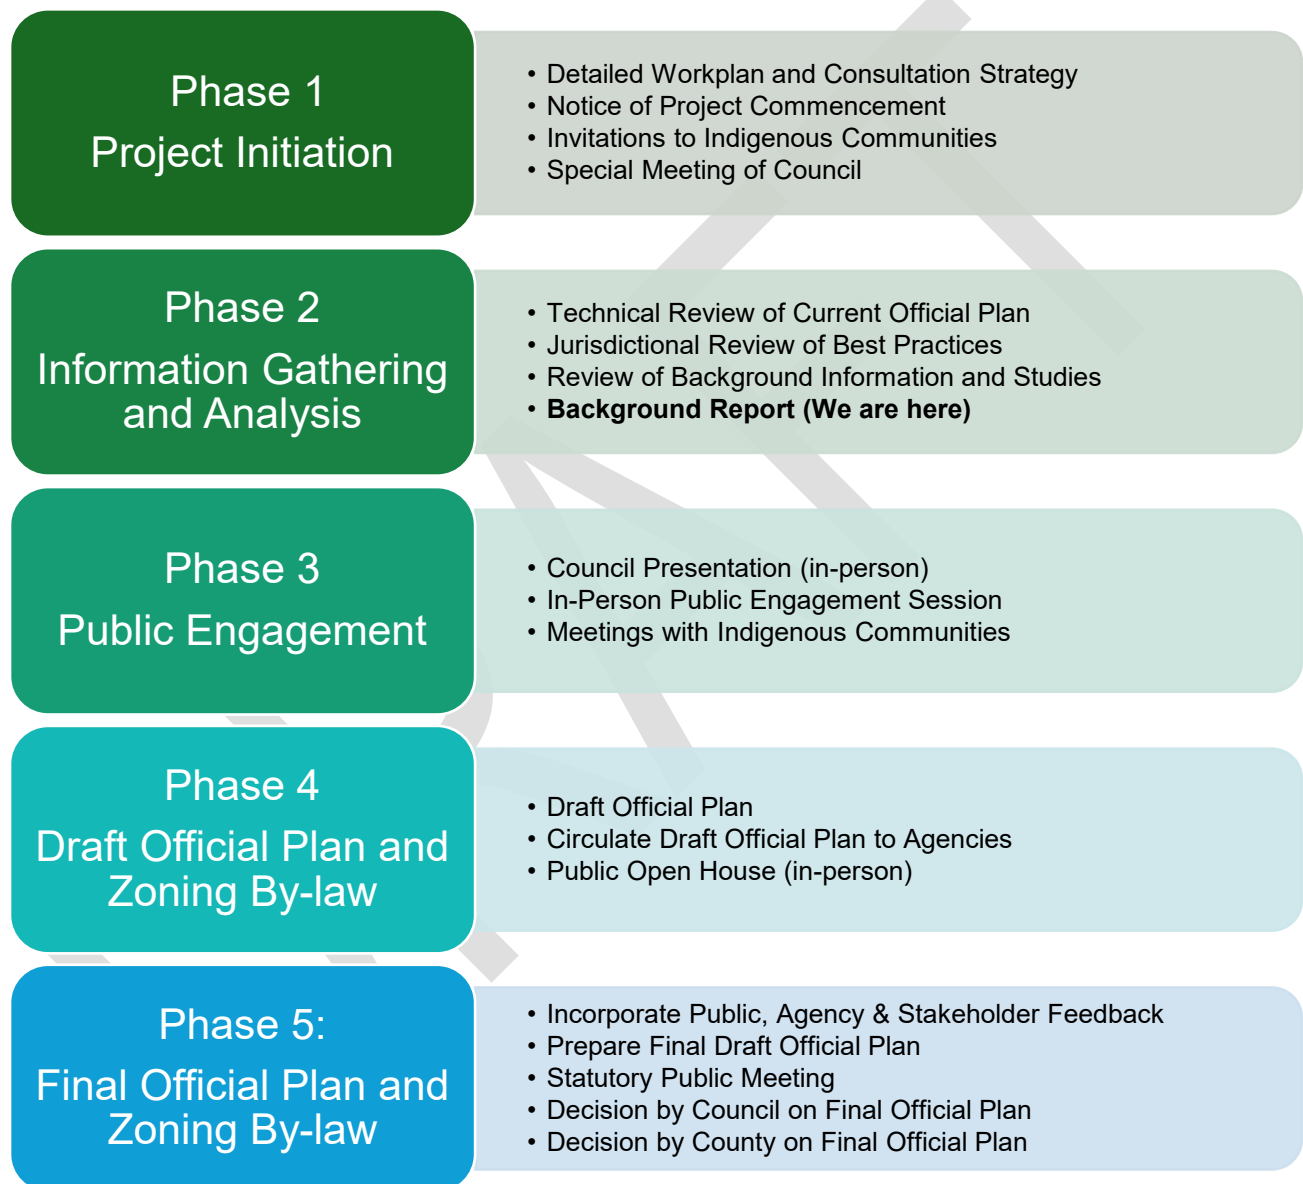 Phase 1
Project Initiation
• Detailed Workplan and Consultation Strategy
• Notice of Project Commencement
• Invitations to Indigenous Communities
• Special Meeting of Council
Phase 2
Information Gathering
and Analysis
• Technical Review of Current Official Plan
• Jurisdictional Review of Best Practices
• Review of Background Information and Studies
• Background Report (We are here)
Phase 3
Public Engagement
• Council Presentation (in-person)
• In-Person Public Engagement Session
• Meetings with Indigenous Communities
Phase 4
Draft Official Plan and
Zoning By-law
• Draft Official Plan
• Circulate Draft Official Plan to Agencies
• Public Open House (in-person)
Phase 5:
Final Official Plan and
Zoning By-law
• Incorporate Public, Agency & Stakeholder Feedback
• Prepare Final Draft Official Plan
• Statutory Public Meeting
• Decision by Council on Final Official Plan
• Decision by County on Final Official Plan
DRAFT